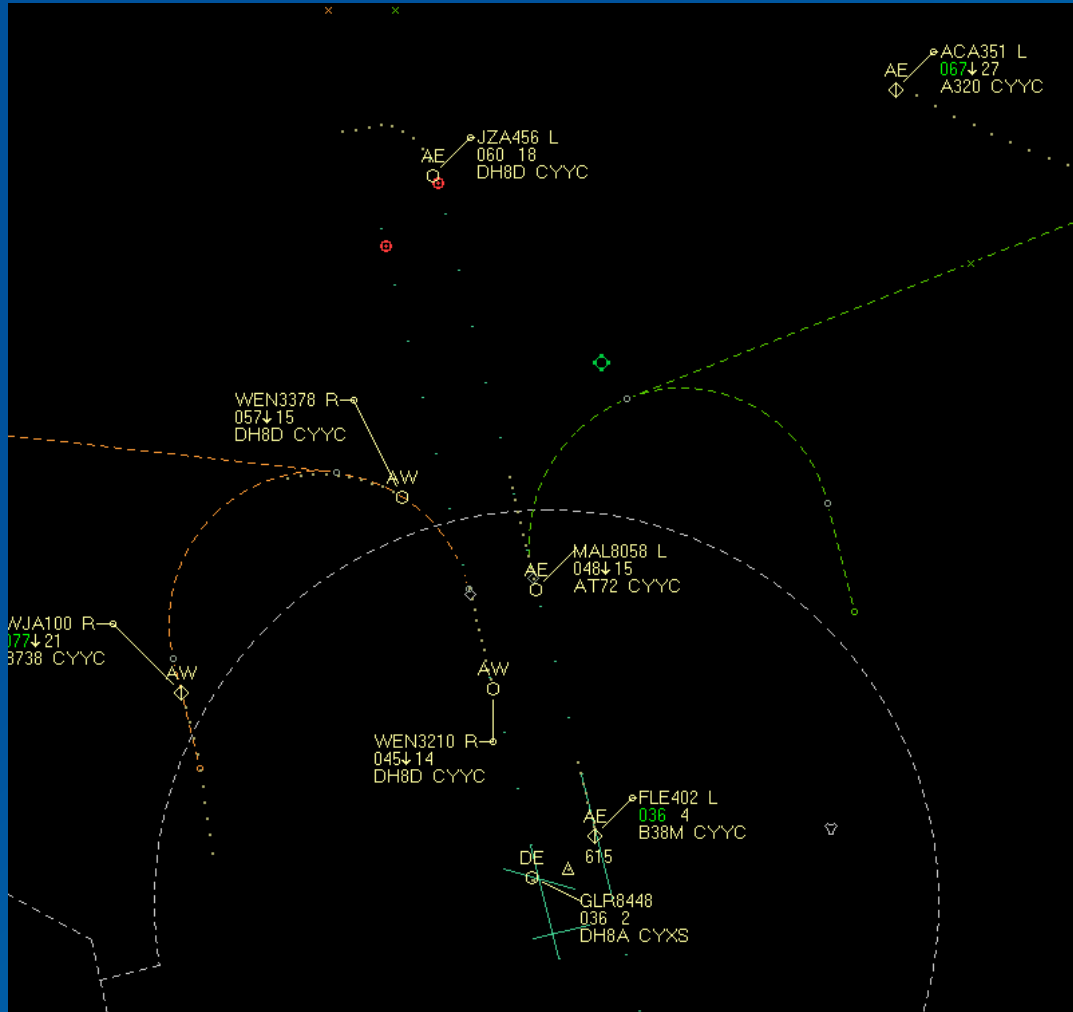 ACA351 L
AE
067↓27
A320 CYYC
JZA456 L
AE
060 18
DH8D CYYC
WEN3378 R
057↓15
DH8D CYYC
AW
MAL8058 L
AE
048↓15
AT72 CYYC
WJA100 R
077↓21
B738 CYYC
AW
AW
WEN3210 R
045↓14
DH8D CYYC
FLE402 L
AE
036 4
B38M CYYC
615
DE
GLR8448
036 2
DH8A CYXS